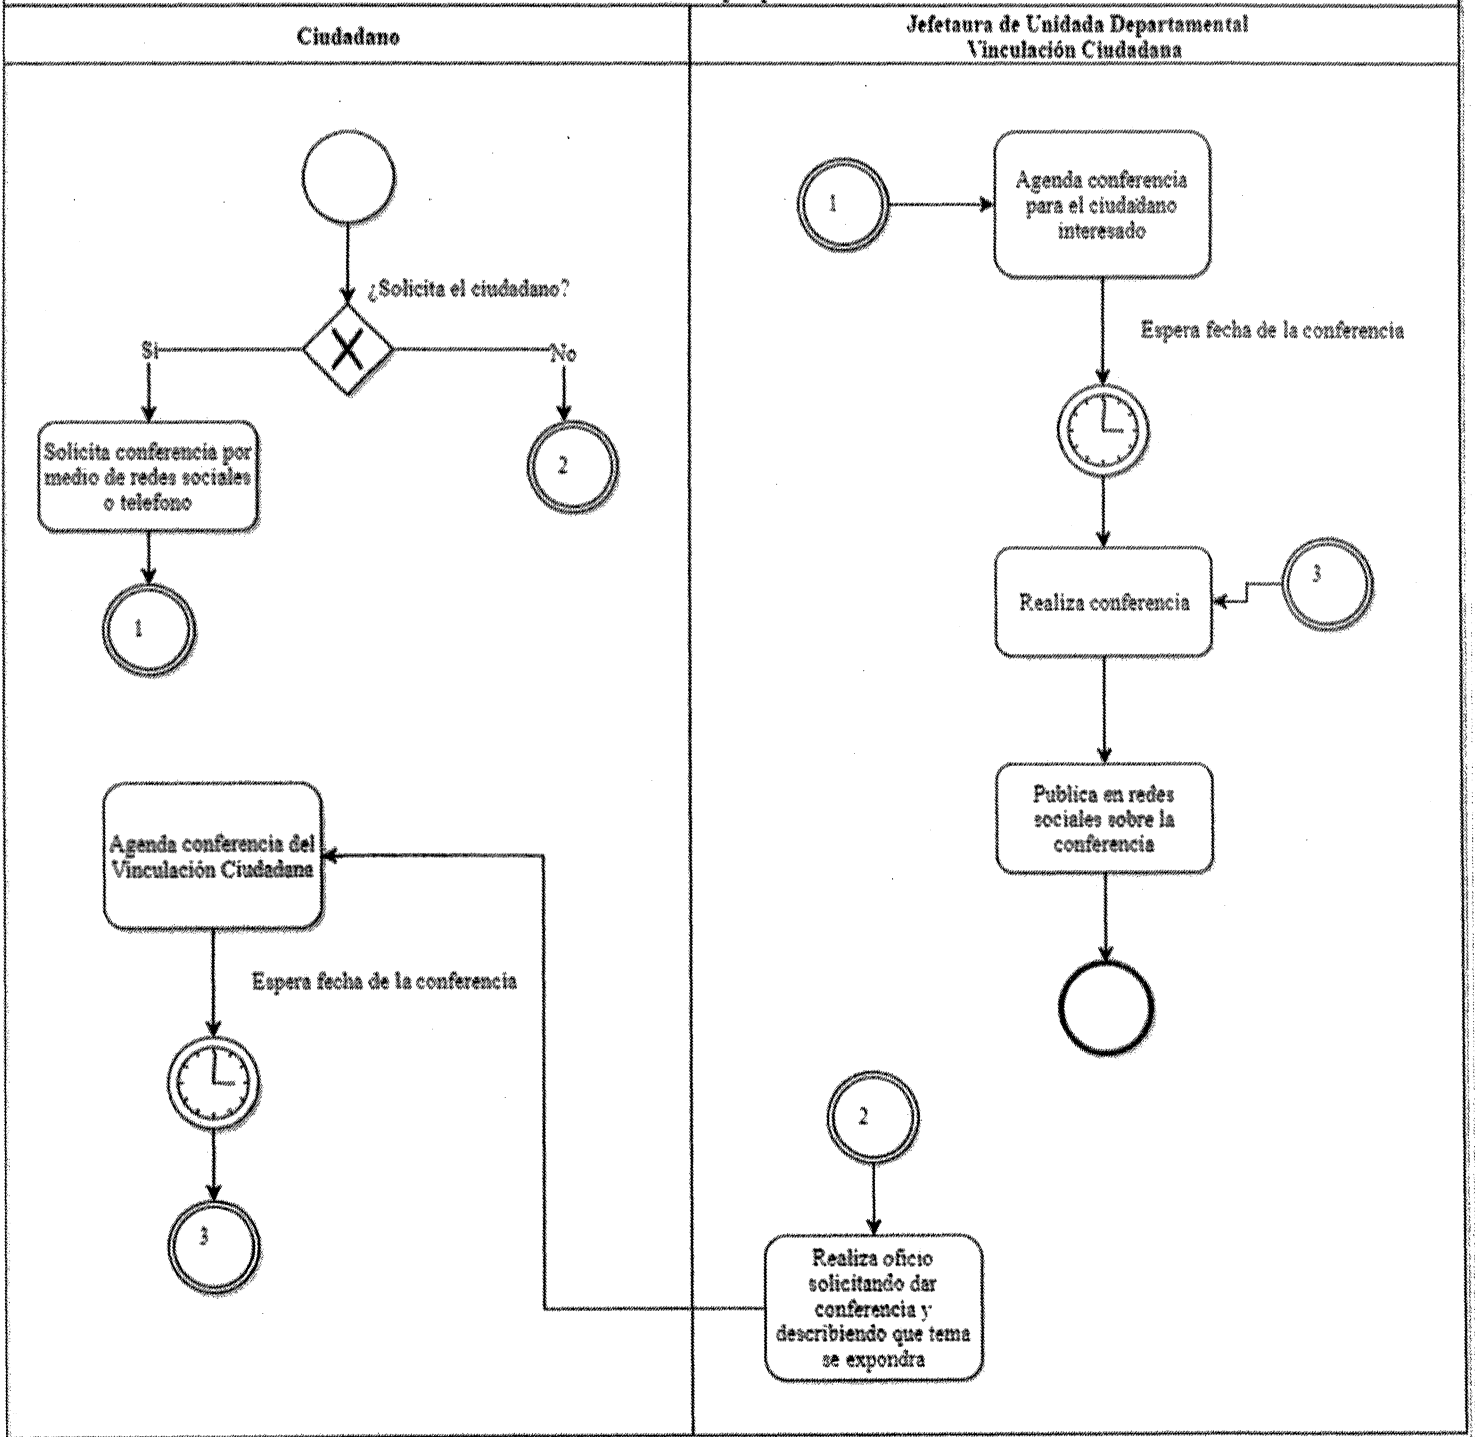 Ciudadano
Jefetaura de Unidada Departamental
Vinculación Ciudadana
¿Solicita el ciudadano?
Si
No
Solicita conferencia por
medio de redes sociales
o telefono
2
1
Agenda conferencia del
Vinculación Ciudadana
Espera fecha de la conferencia
3
1
Agenda conferencia
para el ciudadano
interesado
Espera fecha de la conferencia
Realiza conferencia
3
Publica en redes
sociales sobre la
conferencia
2
Realiza oficio
solicitando dar
conferencia y
describiendo que tema
se expondra